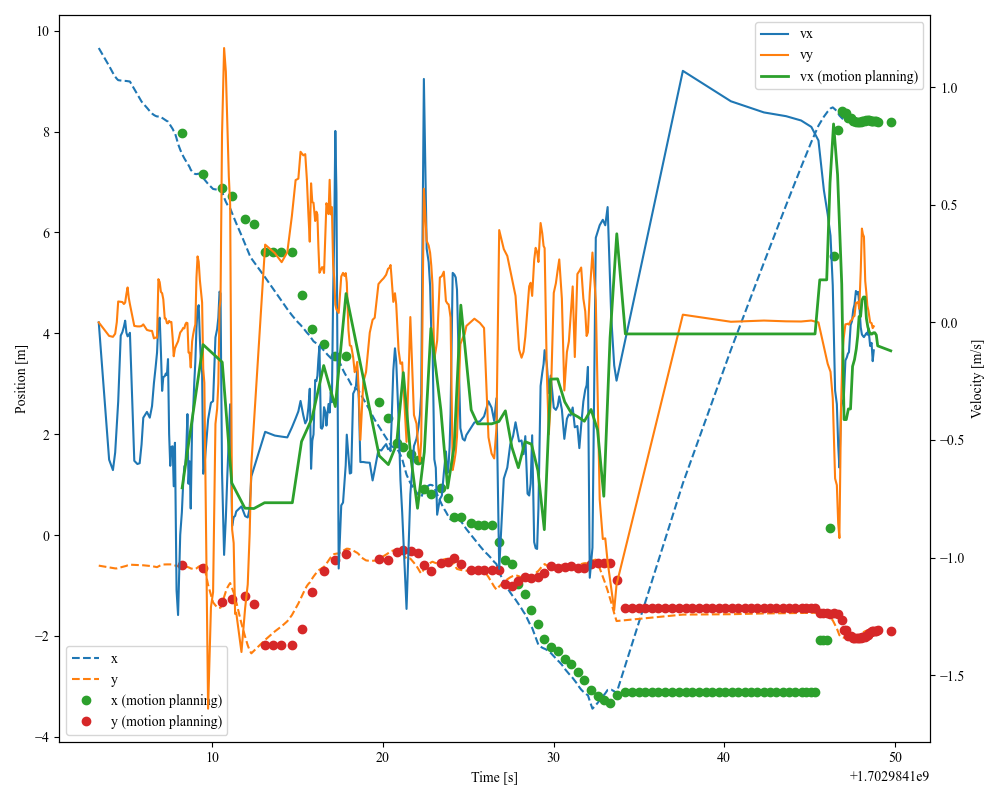 10
8
6
4
2
0
−2
−4
Position [m]
vx
vy
vx (motion planning)
1.0
0.5
0.0
−0.5
−1.0
−1.5
Velocity [m/s]
x
y
x (motion planning)
y (motion planning)
10
20
30
40
50
Time [s]
+1.7029841e9